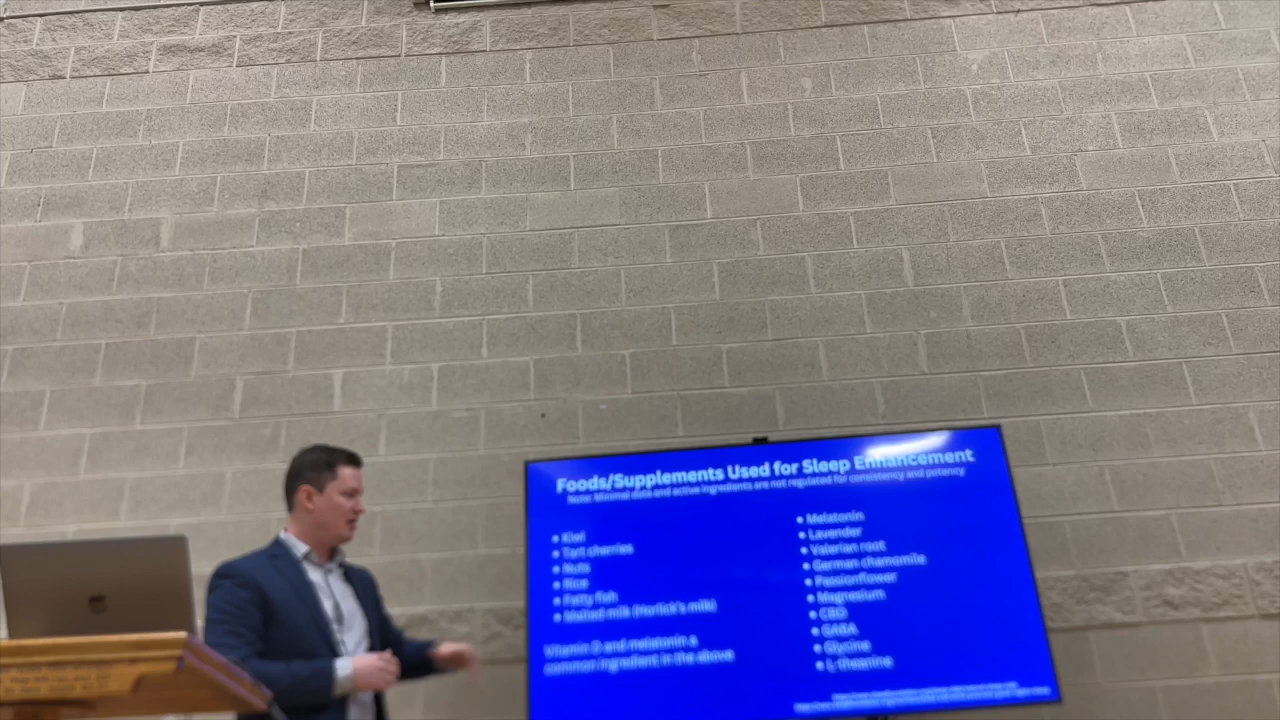 Foods/Supplements Used for Sleep Enhancement
Note: Minimal data and active ingredients are not regulated for consistency and potency
• Kiwi
• Tart cherries
• Nuts
• Rice
• Fatty fish
• Malted milk (Horlick's milk)
Vitamin D and melatonin a
common ingredient in the above
• Melatonin
• Lavender
• Valerian root
• German chamomile
• Passionflower
• Magnesium
• CBD
• GABA
• Glycine
• L-theanine